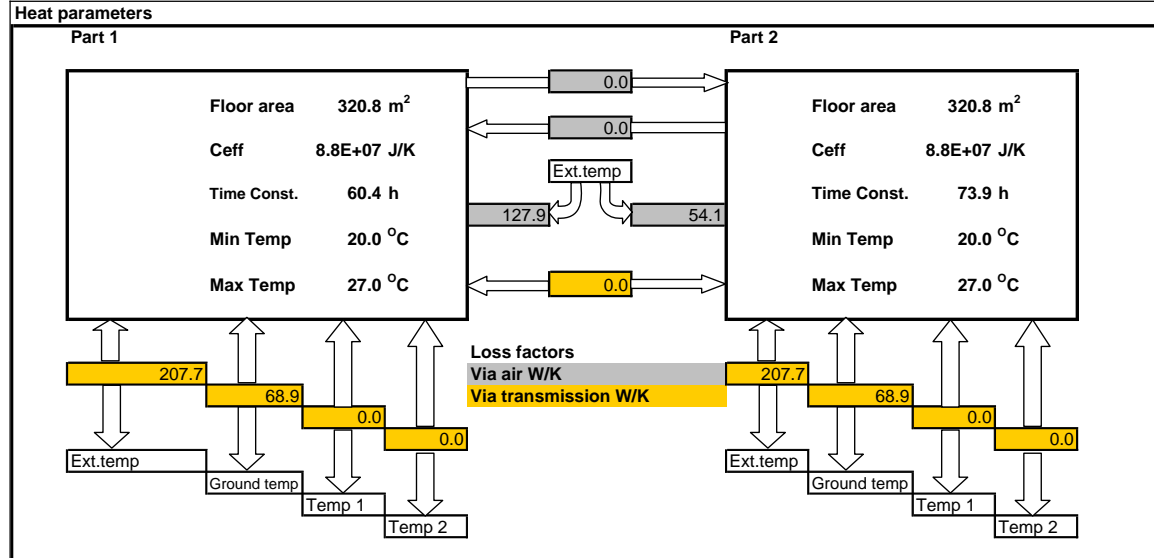 Heat parameters
Part 1 Part 2
0.0
Floor area 320.8 m² Floor area 320.8 m²
0.0
Ceff 8.8E+07 J/K Ceff 8.8E+07 J/K
Ext.temp
Time Const. 60.4 h Time Const. 73.9 h
127.9 54.1
Min Temp 20.0 ᴼC Min Temp 20.0 ᴼC
Max Temp 27.0 ᴼC 0.0 Max Temp 27.0 ᴼC
Loss factors
207.7 Via air W/K 207.7
68.9 Via transmission W/K 68.9
0.0 0.0
0.0 0.0
Ext.temp Ext.temp
Ground temp Ground temp
Temp 1 Temp 1
Temp 2 Temp 2